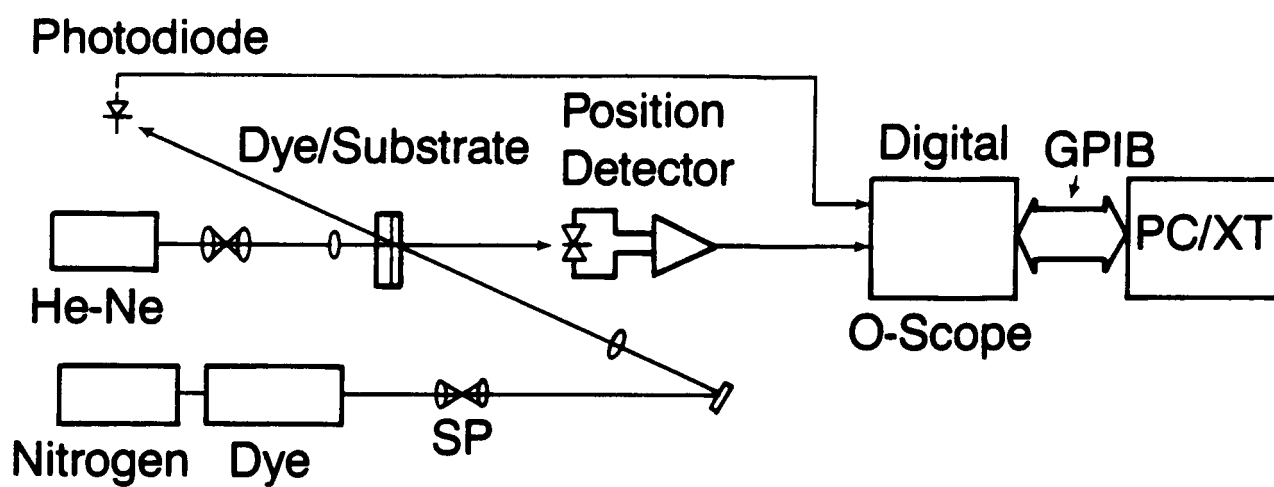 Photodiode
Dye/Substrate
Position
Detector
Digital
GPIB
PC/XT
He-Ne
O-Scope
Nitrogen
Dye
SP